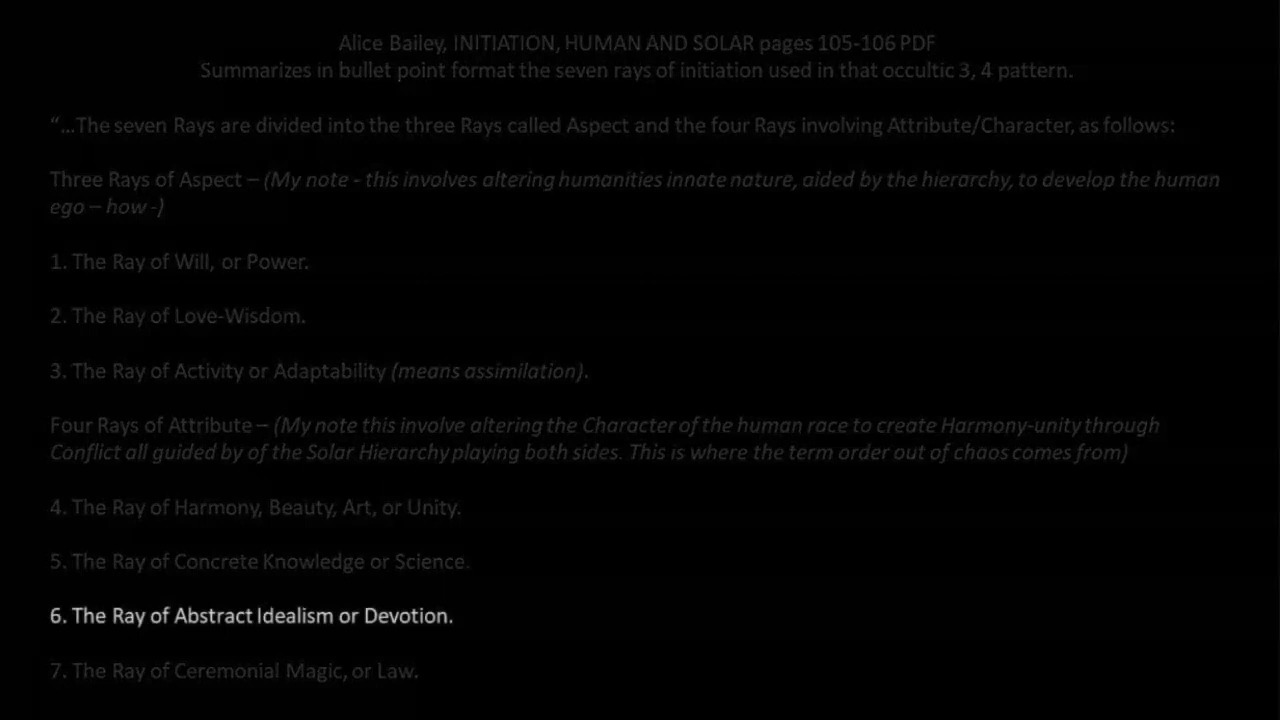 Alice Bailey, INITIATION, HUMAN AND SOLAR pages 105-106 PDF
Summarizes in bullet point format the seven rays of initiation used in that occultic 3, 4 pattern.
“…The seven Rays are divided into the three Rays called Aspect and the four Rays involving Attribute/Character, as follows:
Three Rays of Aspect – (My note - this involves altering humanities innate nature, aided by the hierarchy, to develop the human
ego – how -)
1. The Ray of Will, or Power.
2. The Ray of Love-Wisdom.
3. The Ray of Activity or Adaptability (means assimilation).
Four Rays of Attribute – (My note this involve altering the Character of the human race to create Harmony-unity through
Conflict all guided by of the Solar Hierarchy playing both sides. This is where the term order out of chaos comes from)
4. The Ray of Harmony, Beauty, Art, or Unity.
5. The Ray of Concrete Knowledge or Science.
6. The Ray of Abstract Idealism or Devotion.
7. The Ray of Ceremonial Magic, or Law.